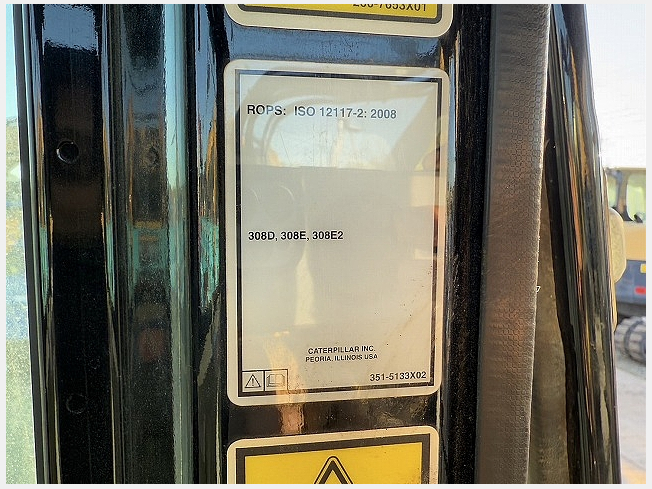 ROPS: ISO 12117-2: 2008
308D, 308E, 308E2
CATERPILLAR INC.
PEORIA, ILLINOIS USA
351-5133X02